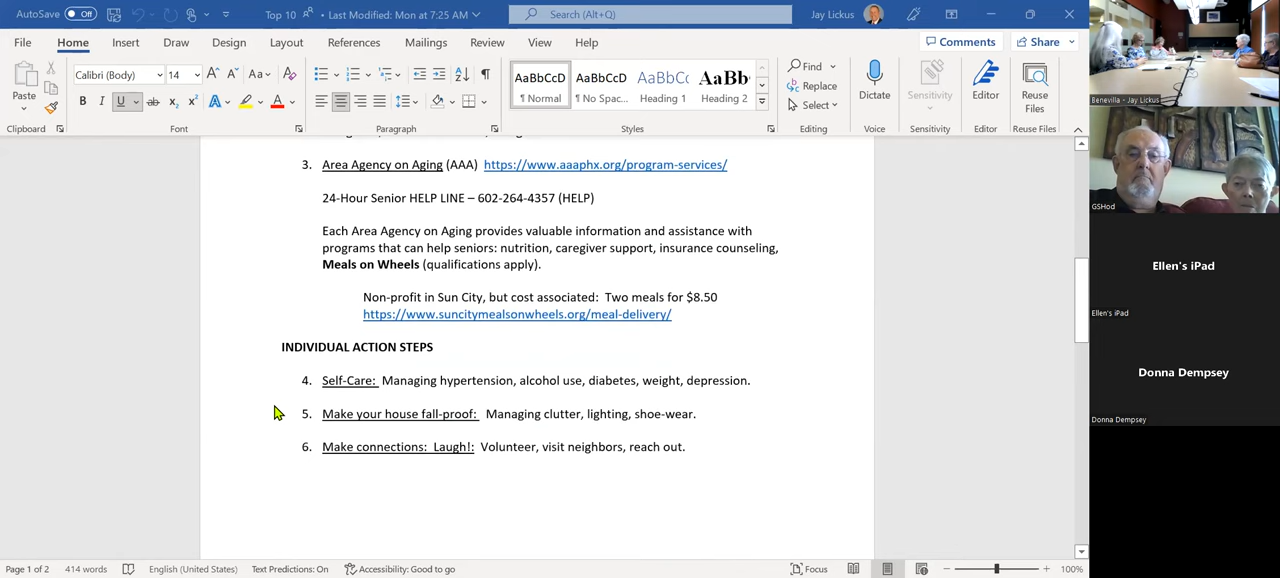 AutoSave Off
Top 10 • Last Modified: Mon at 7:25 AM
Search (Alt+Q)
Jay Lickus
File Home Insert Draw Design Layout References Mailings Review View Help
Comments Share
Paste
Calibri (Body) 14
AaBbCcD AaBbCcD AaBbCc AaBb
¶ Normal ¶ No Spac... Heading 1 Heading 2
Find
Replace
Select
Dictate
Sensitivity
Editor
Reuse
Files
Clipboard Font Paragraph Styles Editing Voice Sensitivity Editor Reuse Files
3. Area Agency on Aging (AAA) https://www.aaaphx.org/program-services/
24-Hour Senior HELP LINE – 602-264-4357 (HELP)
Each Area Agency on Aging provides valuable information and assistance with
programs that can help seniors: nutrition, caregiver support, insurance counseling,
Meals on Wheels (qualifications apply).
Non-profit in Sun City, but cost associated: Two meals for $8.50
https://www.suncitymealsonwheels.org/meal-delivery/
INDIVIDUAL ACTION STEPS
4. Self-Care: Managing hypertension, alcohol use, diabetes, weight, depression.
5. Make your house fall-proof: Managing clutter, lighting, shoe-wear.
6. Make connections: Laugh!: Volunteer, visit neighbors, reach out.
Page 1 of 2 414 words English (United States) Text Predictions: On Accessibility: Good to go Focus 100%
Benevilla - Jay Lickus
GSHod
Ellen's iPad
Ellen's iPad
Donna Dempsey
Donna Dempsey